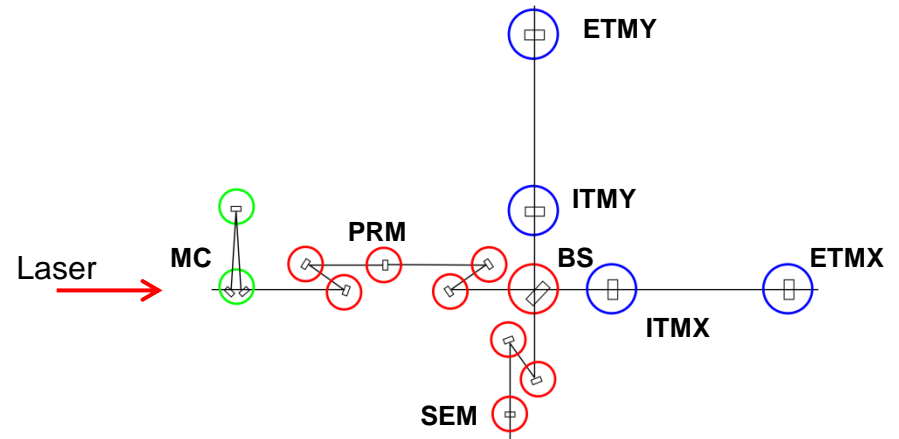 ETMY
ITMY
PRM
MC
BS
ETMX
Laser
ITMX
SEM